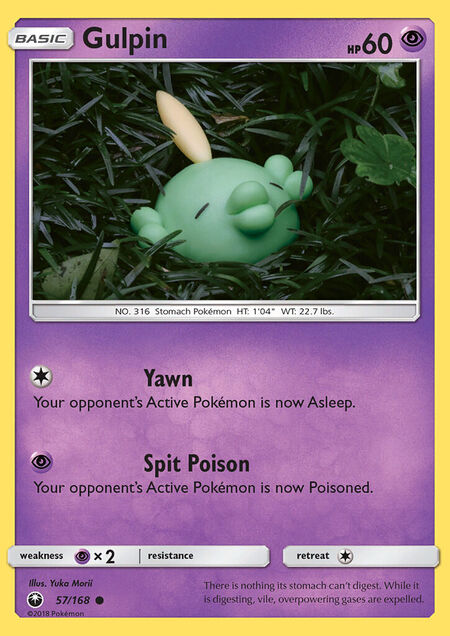 BASIC Gulpin HP60
NO. 316 Stomach Pokémon HT: 1'04" WT: 22.7 lbs.
Yawn
Your opponent's Active Pokémon is now Asleep.
Spit Poison
Your opponent's Active Pokémon is now Poisoned.
weakness ×2 resistance retreat
Illus. Yuka Morii
57/168
©2018 Pokémon
There is nothing its stomach can't digest. While it
is digesting, vile, overpowering gases are expelled.